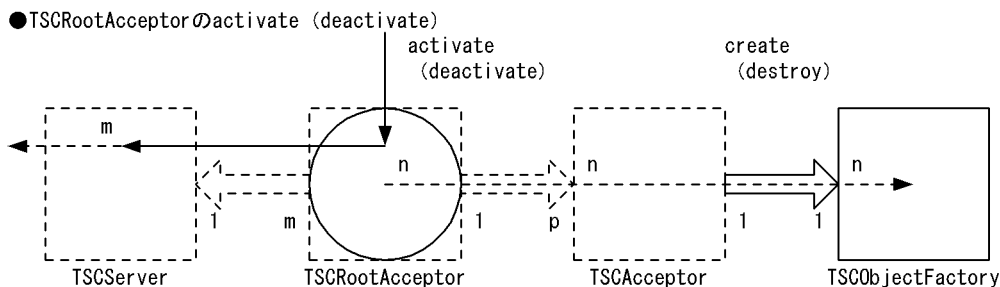 ●TSCRootAcceptorのactivate (deactivate)
activate
(deactivate)
create
(destroy)
m
n
n
n
1
m
1
p
1
1
TSCServer
TSCRootAcceptor
TSCAcceptor
TSCObjectFactory